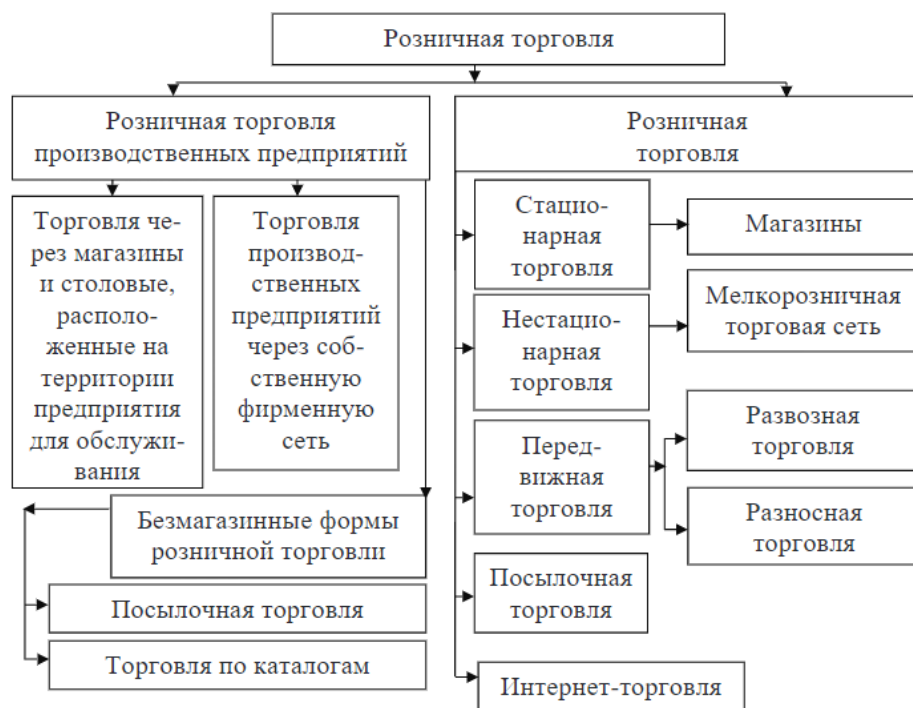 Розничная торговля
Розничная торговля
производственных предприятий
Торговля че-
рез магазины
и столовые,
располо-
женные на
территории
предприятия
для обслужи-
вания
Торговля
производ-
ственных
предприятий
через соб-
ственную
фирменную
сеть
Безмагазинные формы
розничной торговли
Посылочная торговля
Торговля по каталогам
Розничная
торговля
Стацио-
нарная
торговля
Магазины
Нестацио-
нарная
торговля
Мелкорозничная
торговая сеть
Перед-
вижная
торговля
Развозная
торговля
Разносная
торговля
Посылочная
торговля
Интернет-торговля